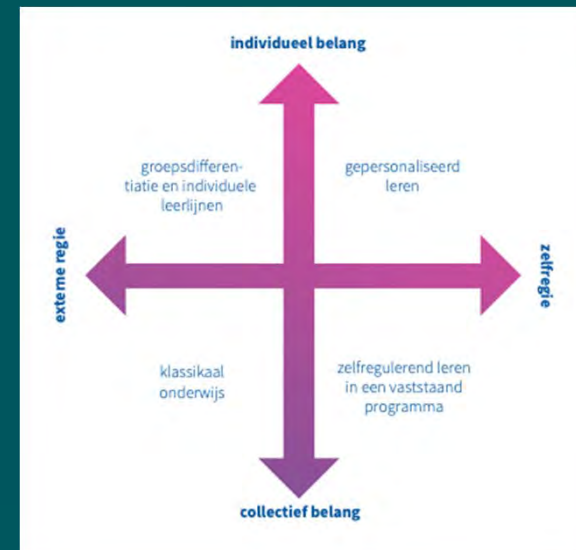 individueel belang
groepsdifferen-
tiatie en individuele
leerlijnen
gepersonaliseerd
leren
externe regie
zelfregie
klassikaal
onderwijs
zelfregulerend leren
in een vaststaand
programma
collectief belang